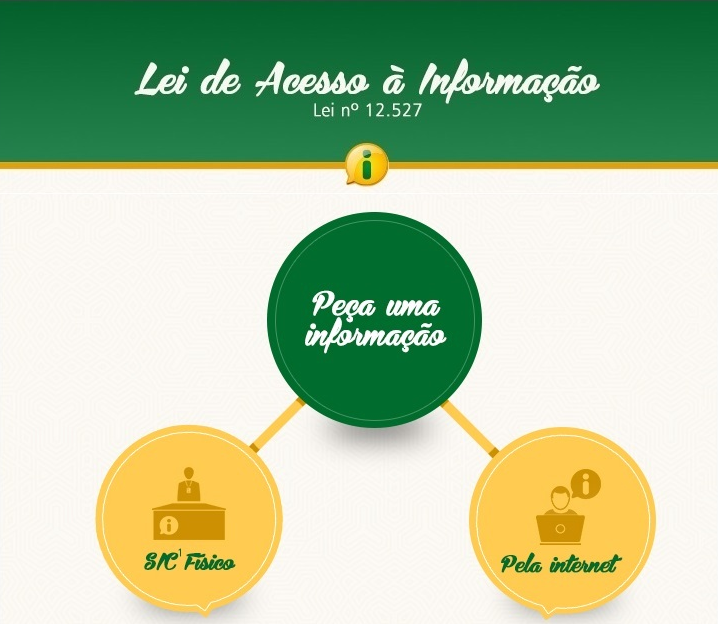 Lei de Acesso à Informação
Lei nº 12.527
i
Peça uma
informação
i
i
SIC¹ Físico
Pela internet